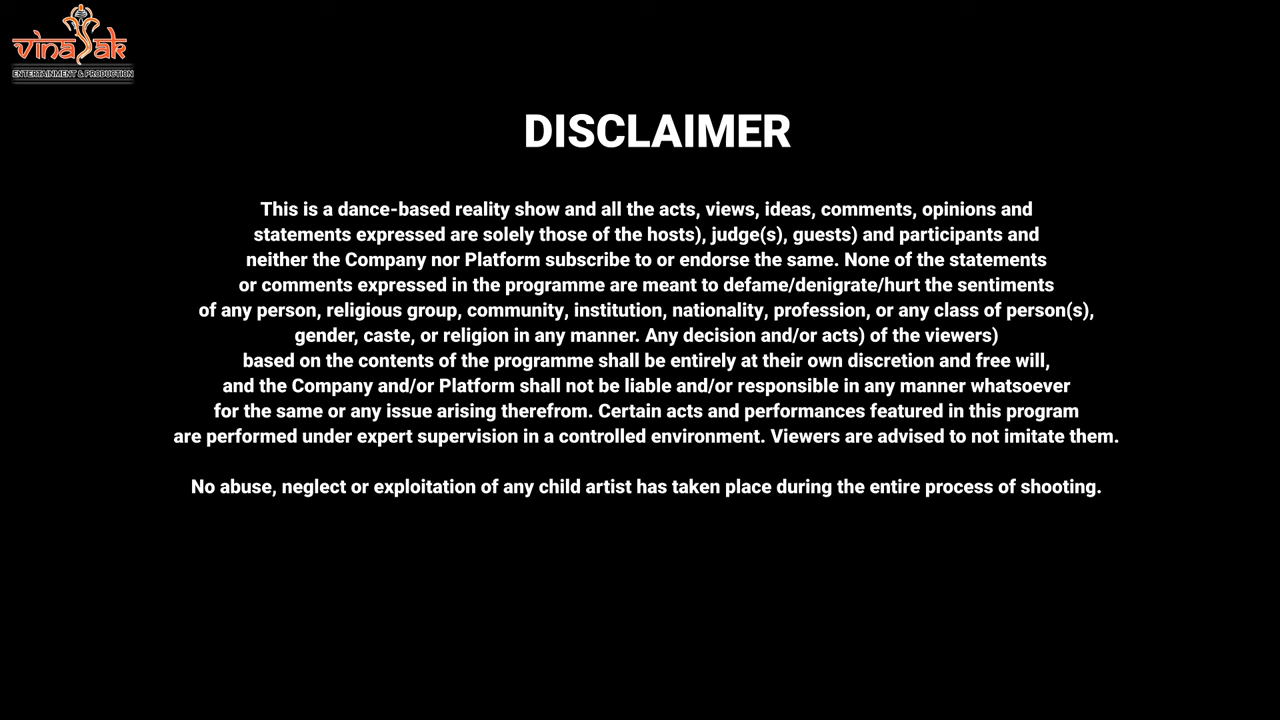 vinayak
ENTERTAINMENT & PRODUCTION
DISCLAIMER
This is a dance-based reality show and all the acts, views, ideas, comments, opinions and
statements expressed are solely those of the hosts), judge(s), guests) and participants and
neither the Company nor Platform subscribe to or endorse the same. None of the statements
or comments expressed in the programme are meant to defame/denigrate/hurt the sentiments
of any person, religious group, community, institution, nationality, profession, or any class of person(s),
gender, caste, or religion in any manner. Any decision and/or acts) of the viewers)
based on the contents of the programme shall be entirely at their own discretion and free will,
and the Company and/or Platform shall not be liable and/or responsible in any manner whatsoever
for the same or any issue arising therefrom. Certain acts and performances featured in this program
are performed under expert supervision in a controlled environment. Viewers are advised to not imitate them.
No abuse, neglect or exploitation of any child artist has taken place during the entire process of shooting.